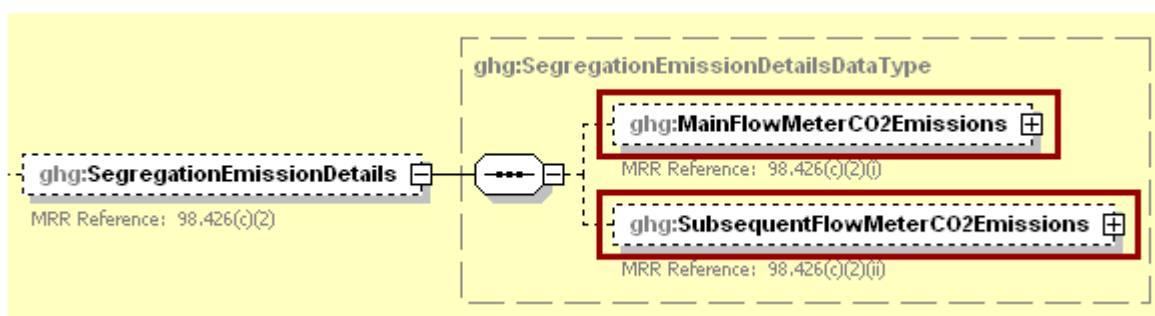 ghg:SegregationEmissionDetailsDataType
ghg:MainFlowMeterCO2Emissions
MRR Reference: 98.426(c)(2)(i)
ghg:SegregationEmissionDetails
MRR Reference: 98.426(c)(2)
ghg:SubsequentFlowMeterCO2Emissions
MRR Reference: 98.426(c)(2)(ii)